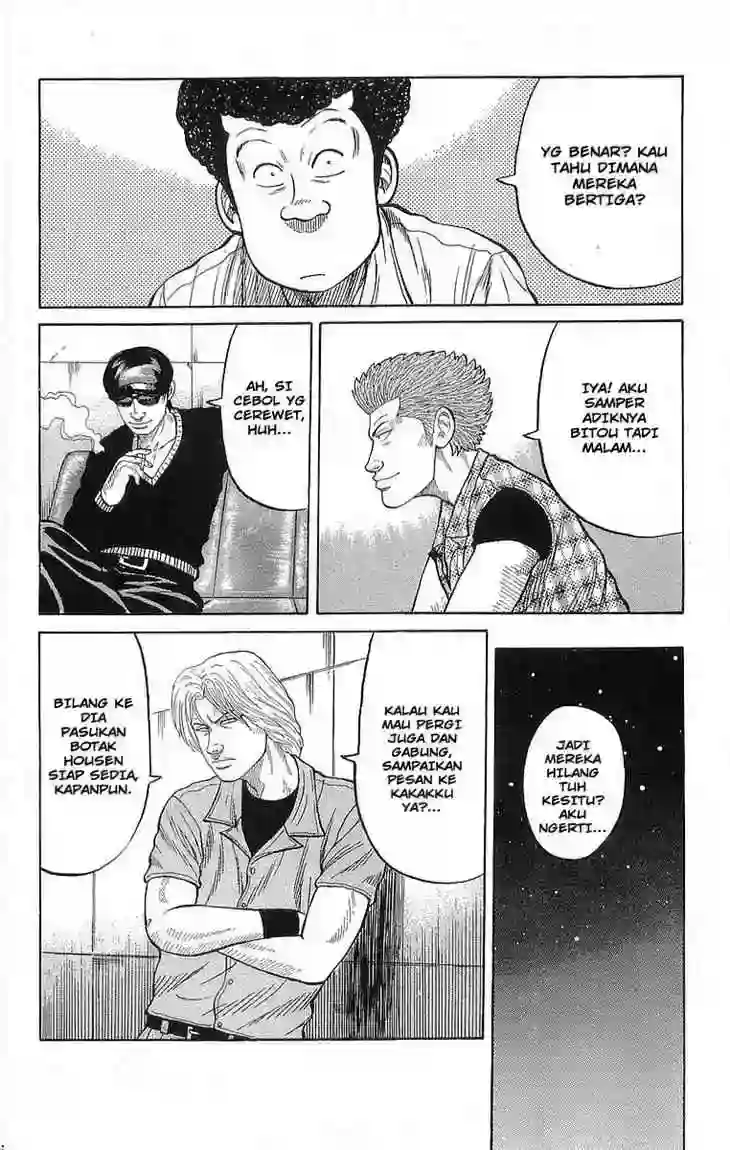 YG BENAR? KAU
TAHU DIMANA
MEREKA
BERTIGA?
IYA! AKU
SAMPER
ADIKNYA
BITOU TADI
MALAM...
AH, SI
CEBOL YG
CEREWET,
HUH...
JADI
MEREKA
HILANG
TUH
KESITU?
AKU
NGERTI...
KALAU KAU
MAU PERGI
JUGA DAN
GABUNG,
SAMPAIKAN
PESAN KE
KAKAKKU
YA?...
BILANG KE
DIA
PASUKAN
BOTAK
HOUSEN
SIAP SEDIA,
KAPANPUN.